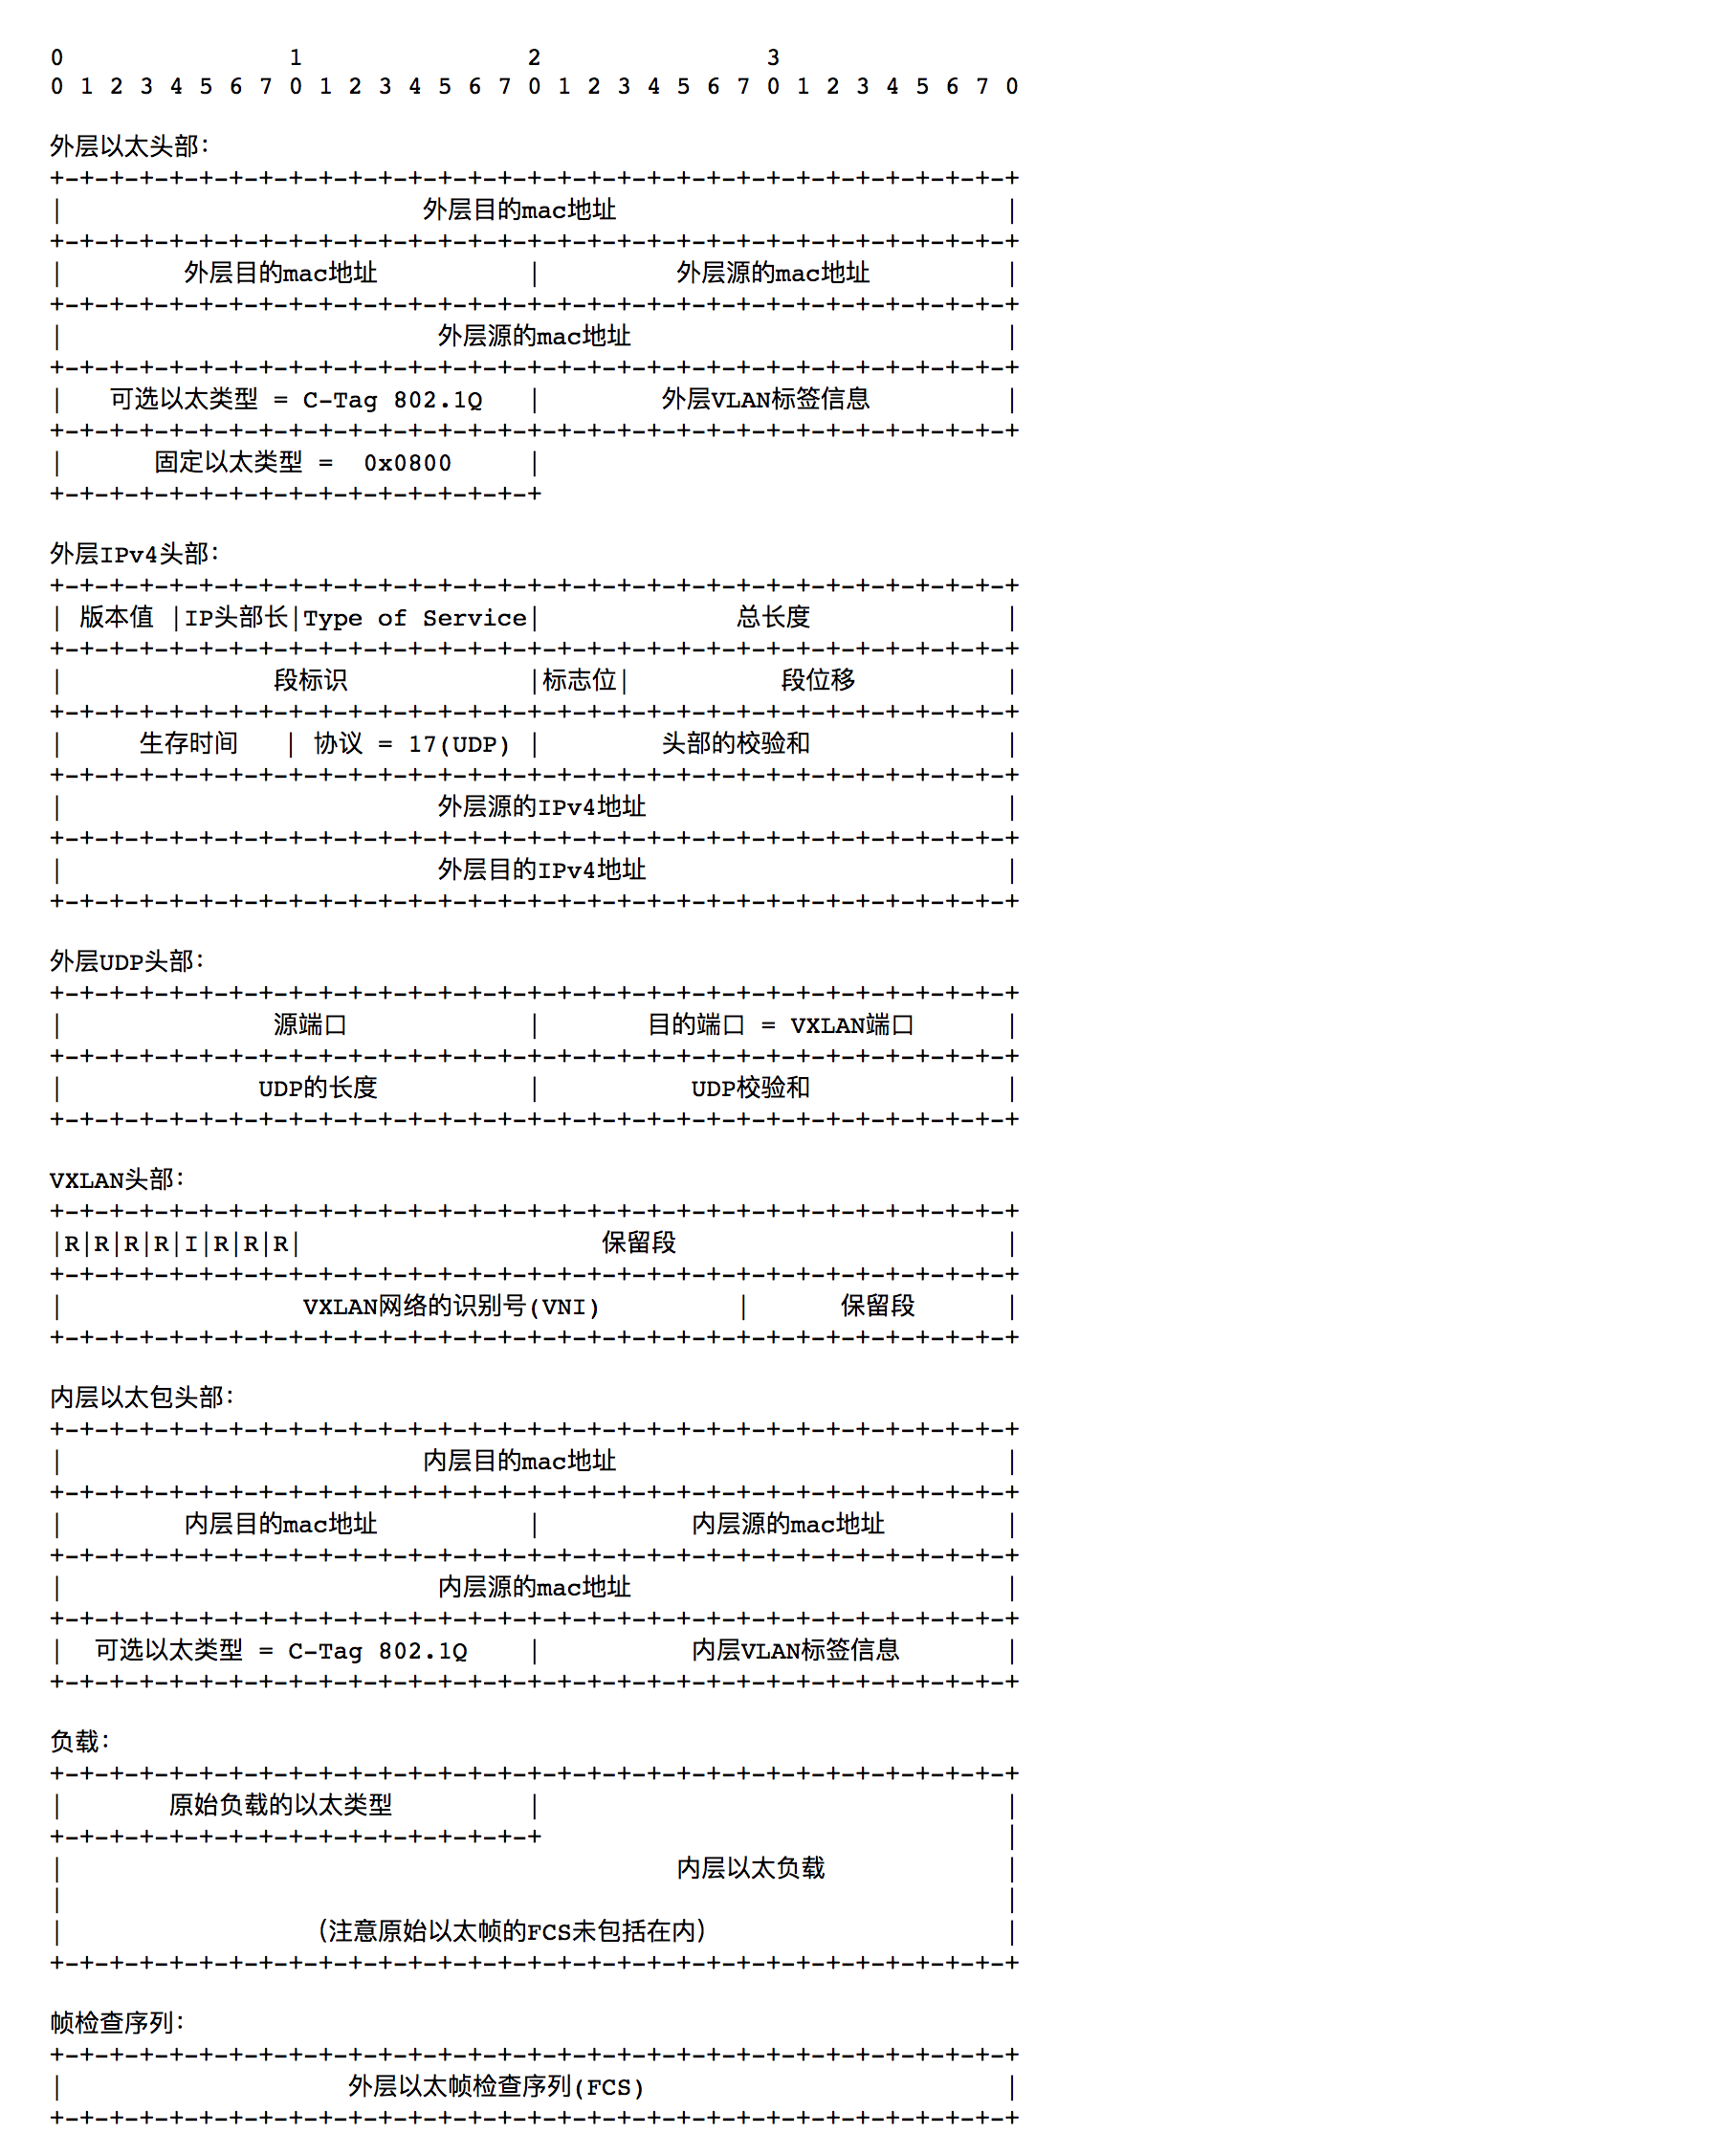 0               1               2               3
0 1 2 3 4 5 6 7 0 1 2 3 4 5 6 7 0 1 2 3 4 5 6 7 0 1 2 3 4 5 6 7 0
外层以太头部:
+-+-+-+-+-+-+-+-+-+-+-+-+-+-+-+-+-+-+-+-+-+-+-+-+-+-+-+-+-+-+-+-+
| 外层目的mac地址 |
+-+-+-+-+-+-+-+-+-+-+-+-+-+-+-+-+-+-+-+-+-+-+-+-+-+-+-+-+-+-+-+-+
| 外层目的mac地址 | 外层源的mac地址 |
+-+-+-+-+-+-+-+-+-+-+-+-+-+-+-+-+-+-+-+-+-+-+-+-+-+-+-+-+-+-+-+-+
| 外层源的mac地址 |
+-+-+-+-+-+-+-+-+-+-+-+-+-+-+-+-+-+-+-+-+-+-+-+-+-+-+-+-+-+-+-+-+
| 可选以太类型 = C-Tag 802.1Q | 外层VLAN标签信息 |
+-+-+-+-+-+-+-+-+-+-+-+-+-+-+-+-+-+-+-+-+-+-+-+-+-+-+-+-+-+-+-+-+
| 固定以太类型 =  0x0800 |
+-+-+-+-+-+-+-+-+-+-+-+-+-+-+-+-+
外层IPv4头部:
+-+-+-+-+-+-+-+-+-+-+-+-+-+-+-+-+-+-+-+-+-+-+-+-+-+-+-+-+-+-+-+-+
| 版本值 |IP头部长|Type of Service| 总长度 |
+-+-+-+-+-+-+-+-+-+-+-+-+-+-+-+-+-+-+-+-+-+-+-+-+-+-+-+-+-+-+-+-+
| 段标识 |标志位| 段位移 |
+-+-+-+-+-+-+-+-+-+-+-+-+-+-+-+-+-+-+-+-+-+-+-+-+-+-+-+-+-+-+-+-+
| 生存时间 | 协议 = 17(UDP) | 头部的校验和 |
+-+-+-+-+-+-+-+-+-+-+-+-+-+-+-+-+-+-+-+-+-+-+-+-+-+-+-+-+-+-+-+-+
| 外层源的IPv4地址 |
+-+-+-+-+-+-+-+-+-+-+-+-+-+-+-+-+-+-+-+-+-+-+-+-+-+-+-+-+-+-+-+-+
| 外层目的IPv4地址 |
+-+-+-+-+-+-+-+-+-+-+-+-+-+-+-+-+-+-+-+-+-+-+-+-+-+-+-+-+-+-+-+-+
外层UDP头部:
+-+-+-+-+-+-+-+-+-+-+-+-+-+-+-+-+-+-+-+-+-+-+-+-+-+-+-+-+-+-+-+-+
| 源端口 | 目的端口 = VXLAN端口 |
+-+-+-+-+-+-+-+-+-+-+-+-+-+-+-+-+-+-+-+-+-+-+-+-+-+-+-+-+-+-+-+-+
| UDP的长度 | UDP校验和 |
+-+-+-+-+-+-+-+-+-+-+-+-+-+-+-+-+-+-+-+-+-+-+-+-+-+-+-+-+-+-+-+-+
VXLAN头部:
+-+-+-+-+-+-+-+-+-+-+-+-+-+-+-+-+-+-+-+-+-+-+-+-+-+-+-+-+-+-+-+-+
|R|R|R|R|I|R|R|R| 保留段 |
+-+-+-+-+-+-+-+-+-+-+-+-+-+-+-+-+-+-+-+-+-+-+-+-+-+-+-+-+-+-+-+-+
| VXLAN网络的识别号(VNI) | 保留段 |
+-+-+-+-+-+-+-+-+-+-+-+-+-+-+-+-+-+-+-+-+-+-+-+-+-+-+-+-+-+-+-+-+
内层以太包头部:
+-+-+-+-+-+-+-+-+-+-+-+-+-+-+-+-+-+-+-+-+-+-+-+-+-+-+-+-+-+-+-+-+
| 内层目的mac地址 |
+-+-+-+-+-+-+-+-+-+-+-+-+-+-+-+-+-+-+-+-+-+-+-+-+-+-+-+-+-+-+-+-+
| 内层目的mac地址 | 内层源的mac地址 |
+-+-+-+-+-+-+-+-+-+-+-+-+-+-+-+-+-+-+-+-+-+-+-+-+-+-+-+-+-+-+-+-+
| 内层源的mac地址 |
+-+-+-+-+-+-+-+-+-+-+-+-+-+-+-+-+-+-+-+-+-+-+-+-+-+-+-+-+-+-+-+-+
| 可选以太类型 = C-Tag 802.1Q | 内层VLAN标签信息 |
+-+-+-+-+-+-+-+-+-+-+-+-+-+-+-+-+-+-+-+-+-+-+-+-+-+-+-+-+-+-+-+-+
负载:
+-+-+-+-+-+-+-+-+-+-+-+-+-+-+-+-+-+-+-+-+-+-+-+-+-+-+-+-+-+-+-+-+
| 原始负载的以太类型 | |
+-+-+-+-+-+-+-+-+-+-+-+-+-+-+-+-+ |
| 内层以太负载 |
| |
| (注意原始以太帧的FCS未包括在内) |
+-+-+-+-+-+-+-+-+-+-+-+-+-+-+-+-+-+-+-+-+-+-+-+-+-+-+-+-+-+-+-+-+
帧检查序列:
+-+-+-+-+-+-+-+-+-+-+-+-+-+-+-+-+-+-+-+-+-+-+-+-+-+-+-+-+-+-+-+-+
| 外层以太帧检查序列(FCS) |
+-+-+-+-+-+-+-+-+-+-+-+-+-+-+-+-+-+-+-+-+-+-+-+-+-+-+-+-+-+-+-+-+